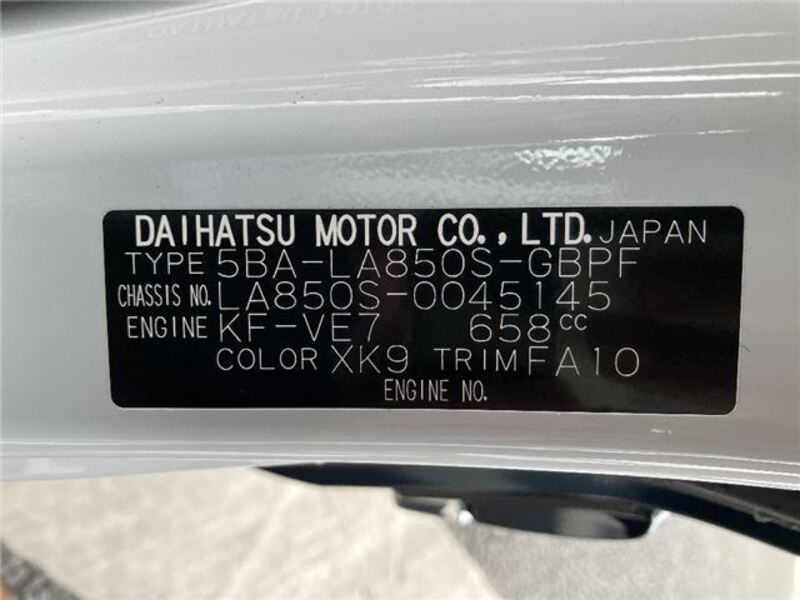 DAIHATSU MOTOR CO., LTD. JAPAN
TYPE 5BA-LA850S-GBPF
CHASSIS NO. LA850S-0045145
ENGINE KF-VE7 658cc
COLOR XK9 TRIM FA10
ENGINE NO.